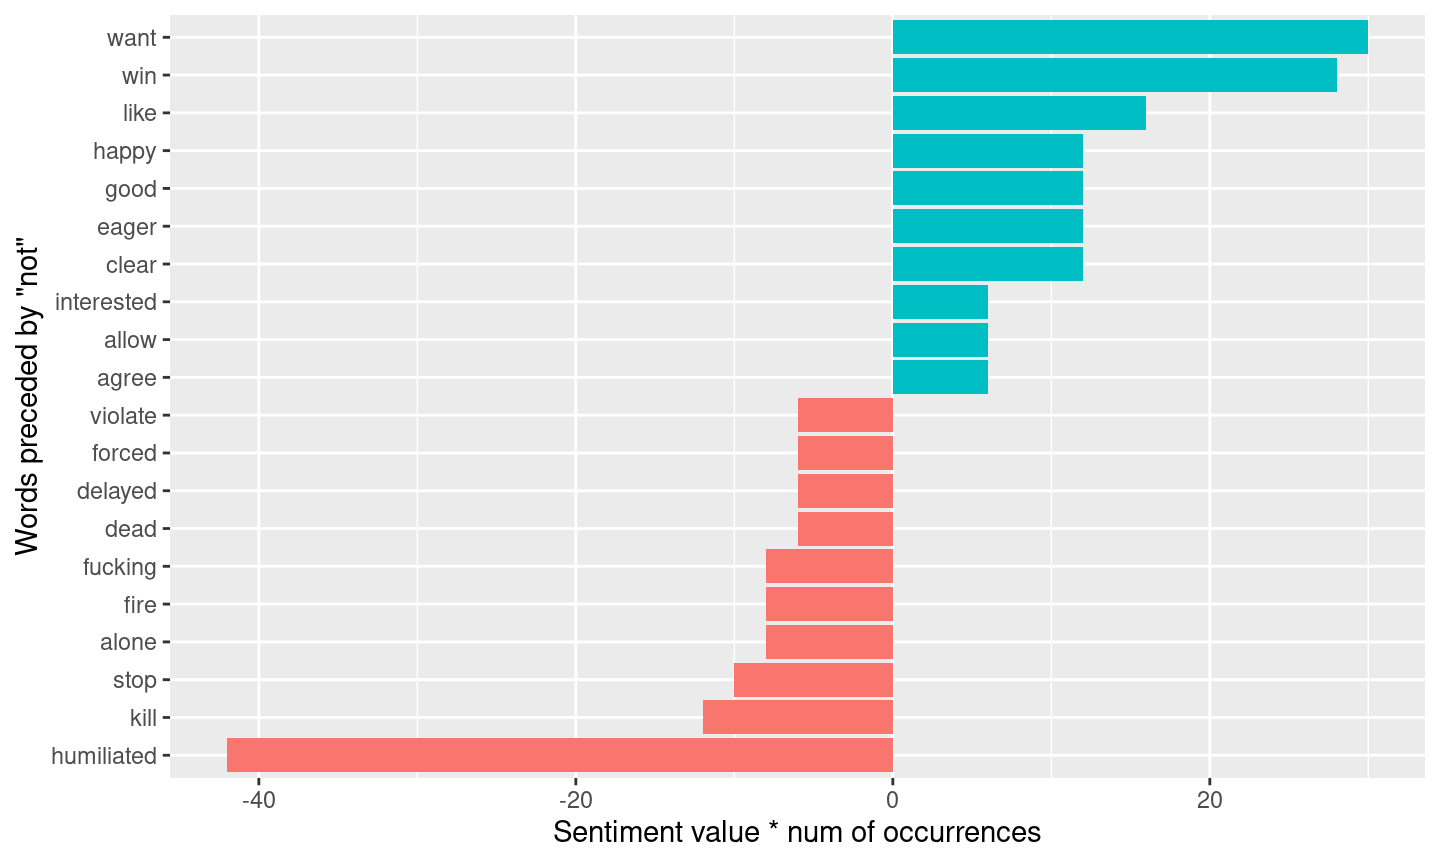 want
win
like
happy
good
eager
clear
interested
allow
agree
violate
forced
delayed
dead
fucking
fire
alone
stop
kill
humiliated
Words preceded by "not"
-40 -20 0 20
Sentiment value * num of occurrences